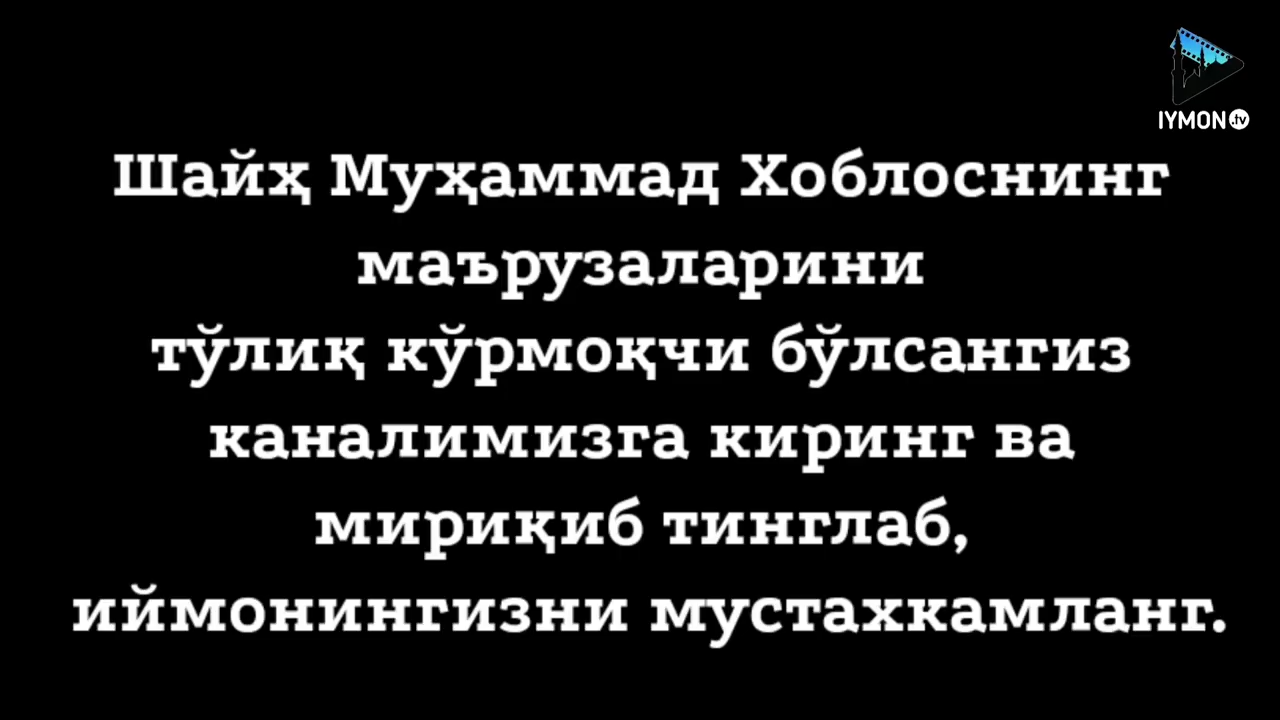 IYMON.tv
Шайҳ Муҳаммад Хоблоснинг
маърузаларини
тўлиқ кўрмоқчи бўлсангиз
каналимизга киринг ва
мириқиб тинглаб,
иймонингизни мустахкамланг.